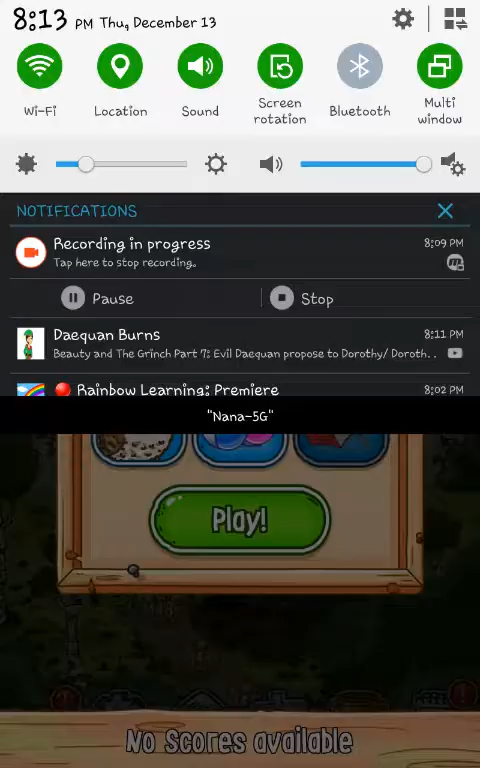 8:13 PM Thu, December 13
Wi-Fi
Location
Sound
Screen rotation
Bluetooth
Multi window
NOTIFICATIONS
Recording in progress 8:09 PM
Tap here to stop recording.
Pause
Stop
Daequan Burns 8:11 PM
Beauty and The Grinch Part 7: Evil Daequan propose to Dorothy/ Doroth..
Rainbow Learning: Premiere 8:02 PM
"Nana-5G"
Play!
No Scores available